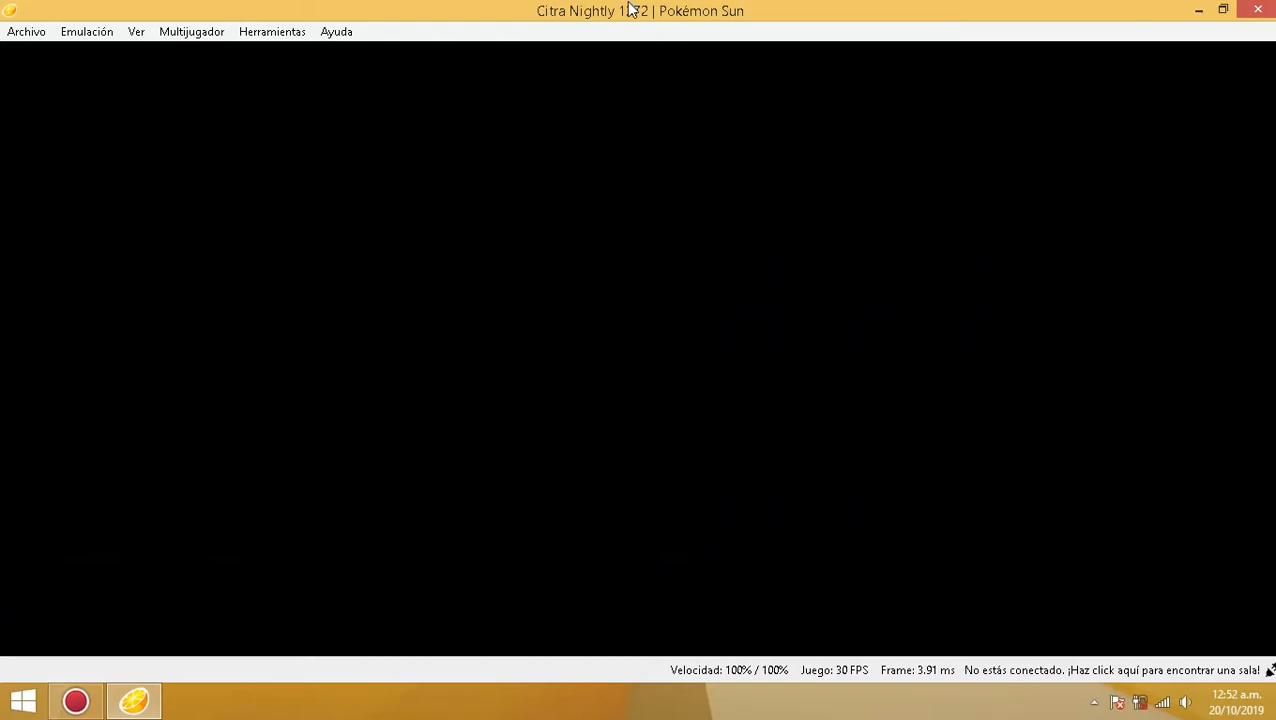 Citra Nightly | Pokémon Sun
Archivo Emulación Ver Multijugador Herramientas Ayuda
Velocidad: 100% / 100% Juego: 30 FPS Frame: 3.91 ms No estás conectado. ¡Haz click aquí para encontrar una sala!
12:52 a.m.
20/10/2019